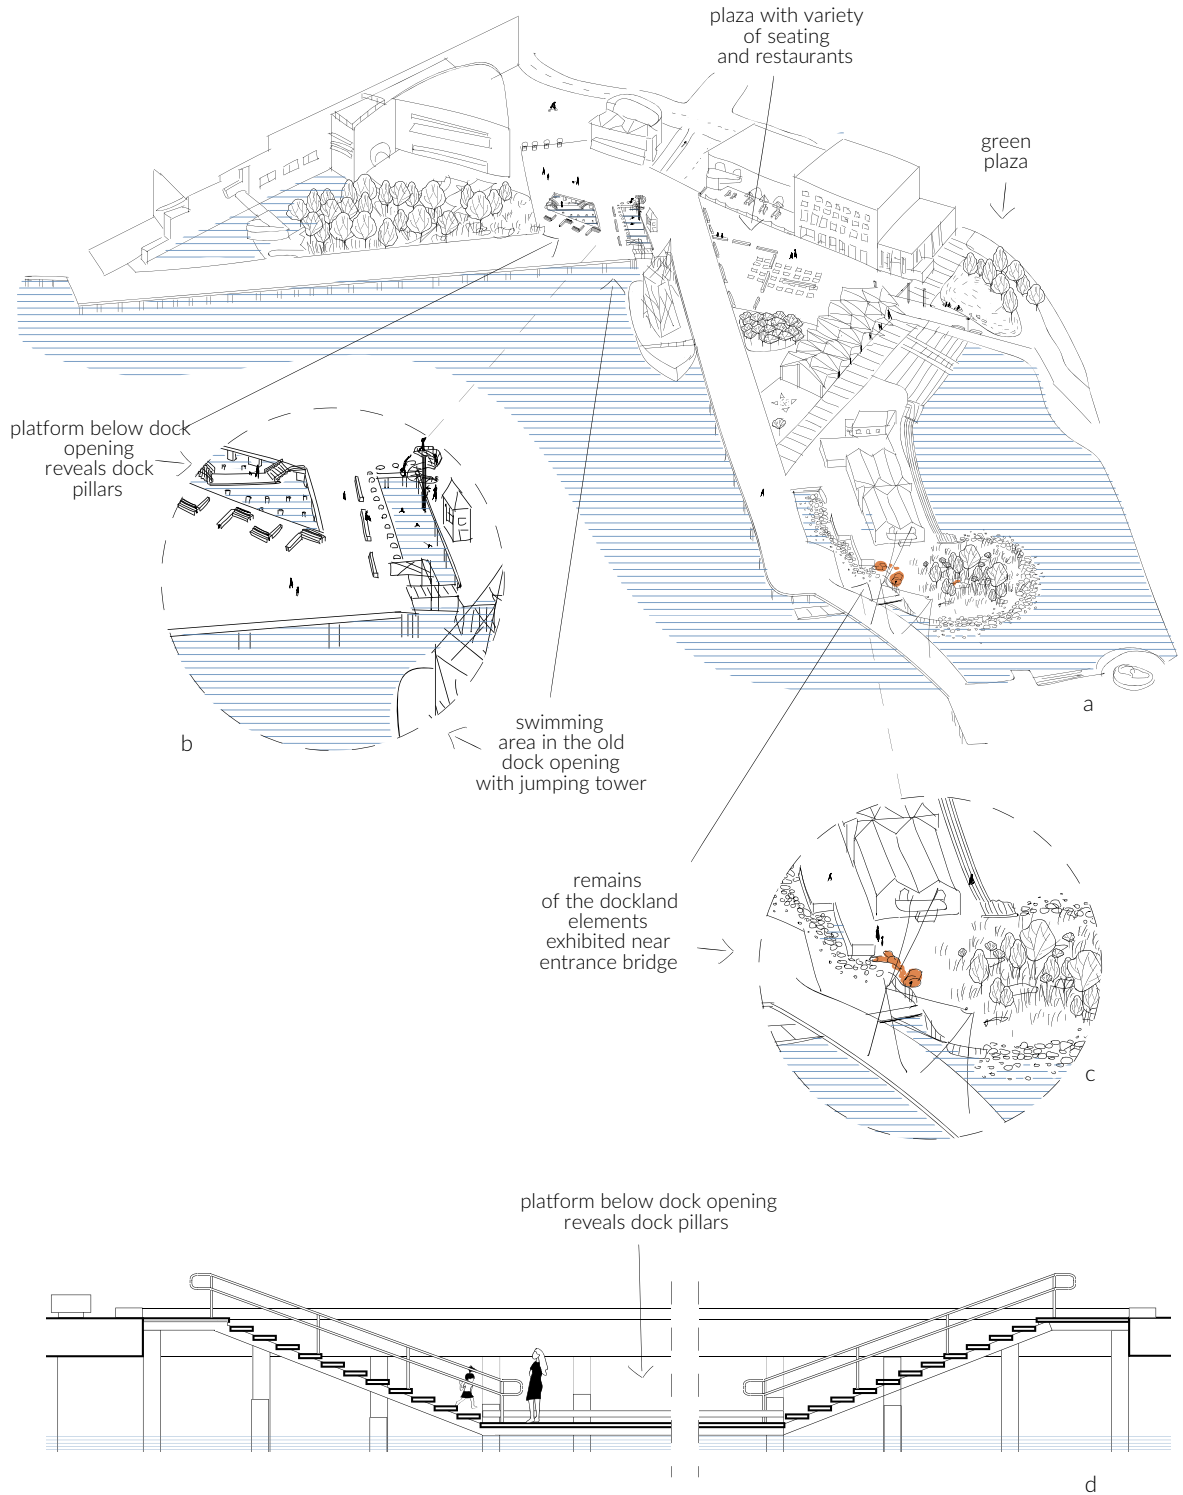 plaza with variety
of seating
and restaurants
green
plaza
platform below dock
opening
reveals dock
pillars
a
b
swimming
area in the old
dock opening
with jumping tower
remains
of the dockland
elements
exhibited near
entrance bridge
c
platform below dock opening
reveals dock pillars
d